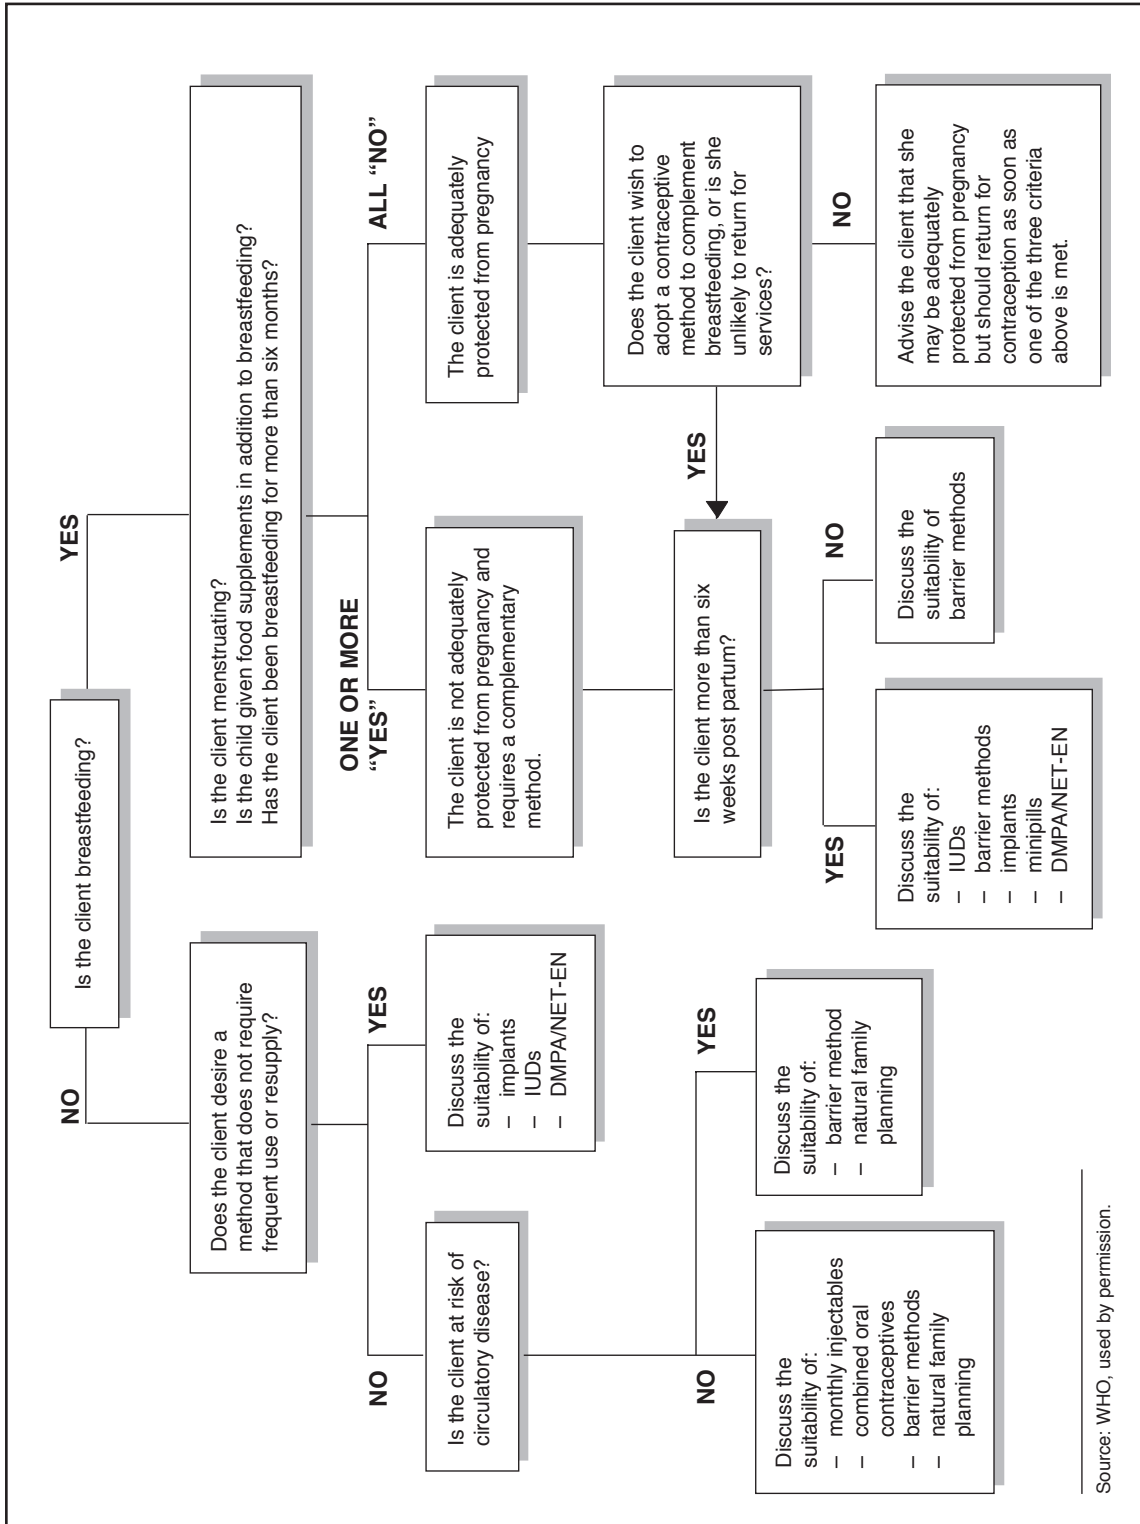 Is the client breastfeeding?
NO
YES
Does the client desire a
method that does not require
frequent use or resupply?
Is the client menstruating?
Is the child given food supplements in addition to breastfeeding?
Has the client been breastfeeding for more than six months?
NO
YES
ONE OR MORE
“YES”
ALL “NO”
Is the client at risk of
circulatory disease?
Discuss the
suitability of:
– implants
– IUDs
– DMPA/NET-EN
The client is not adequately
protected from pregnancy and
requires a complementary
method.
The client is adequately
protected from pregnancy
Is the client more than six
weeks post partum?
YES
Does the client wish to
adopt a contraceptive
method to complement
breastfeeding, or is she
unlikely to return for
services?
NO
YES
Discuss the
suitability of:
– monthly injectables
– combined oral
contraceptives
– barrier methods
– natural family
planning
Discuss the
suitability of:
– barrier method
– natural family
planning
YES
NO
NO
Discuss the
suitability of:
– IUDs
– barrier methods
– implants
– minipills
– DMPA/NET-EN
Discuss the
suitability of
barrier methods
Advise the client that she
may be adequately
protected from pregnancy
but should return for
contraception as soon as
one of the three criteria
above is met.
Source: WHO, used by permission.